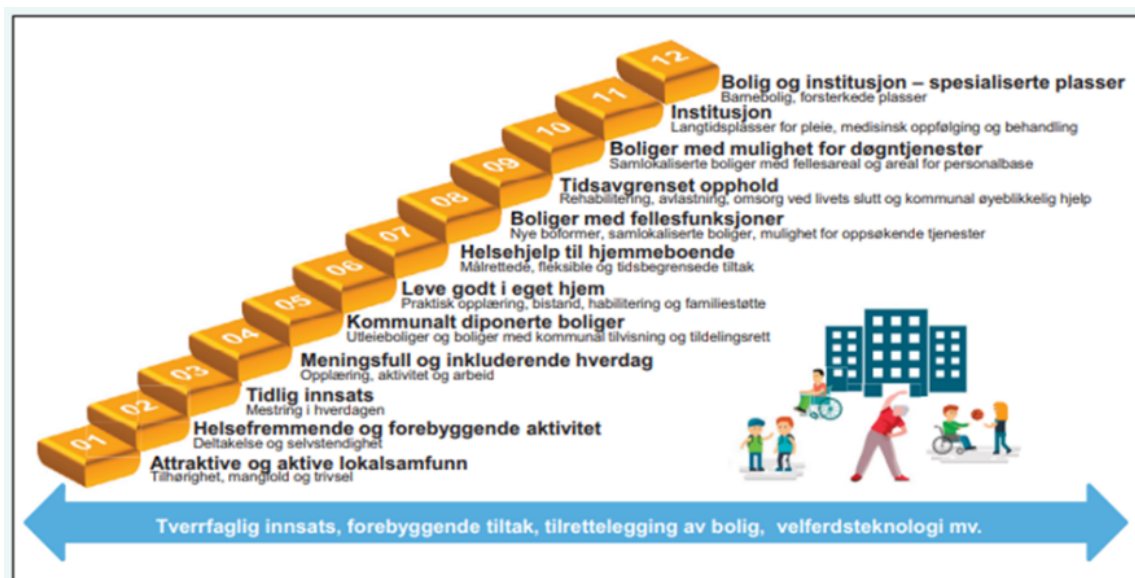 12
Bolig og institusjon – spesialiserte plasser
Barnebolig, forsterkede plasser
11
Institusjon
Langtidsplasser for pleie, medisinsk oppfølging og behandling
10
Boliger med mulighet for døgntjenester
Samlokaliserte boliger med fellesareal og areal for personalbase
09
Tidsavgrenset opphold
Rehabilitering, avlastning, omsorg ved livets slutt og kommunal øyeblikkelig hjelp
08
Boliger med fellesfunksjoner
Nye boformer, samlokaliserte boliger, mulighet for oppsøkende tjenester
07
Helsehjelp til hjemmeboende
Målrettede, fleksible og tidsbegrensede tiltak
06
Leve godt i eget hjem
Praktisk opplæring, bistand, habilitering og familiestøtte
05
Kommunalt diponerte boliger
Utleieboliger og boliger med kommunal tilvisning og tildelingsrett
04
Meningsfull og inkluderende hverdag
Opplæring, aktivitet og arbeid
03
Tidlig innsats
Mestring i hverdagen
02
Helsefremmende og forebyggende aktivitet
Deltakelse og selvstendighet
01
Attraktive og aktive lokalsamfunn
Tilhørighet, mangfold og trivsel
Tverrfaglig innsats, forebyggende tiltak, tilrettelegging av bolig, velferdsteknologi mv.